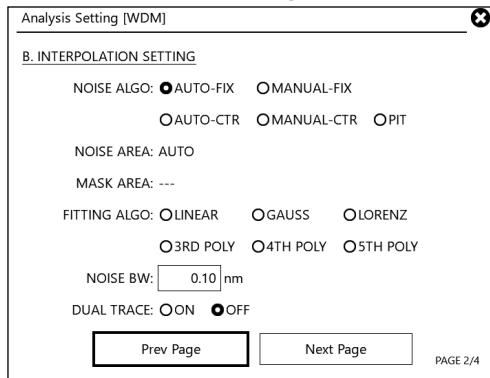 Analysis Setting [WDM]
B. INTERPOLATION SETTING
NOISE ALGO: AUTO-FIX MANUAL-FIX
AUTO-CTR MANUAL-CTR PIT
NOISE AREA: AUTO
MASK AREA: ---
FITTING ALGO: LINEAR GAUSS LORENZ
3RD POLY 4TH POLY 5TH POLY
NOISE BW: 0.10 nm
DUAL TRACE: ON OFF
Prev Page Next Page PAGE 2/4